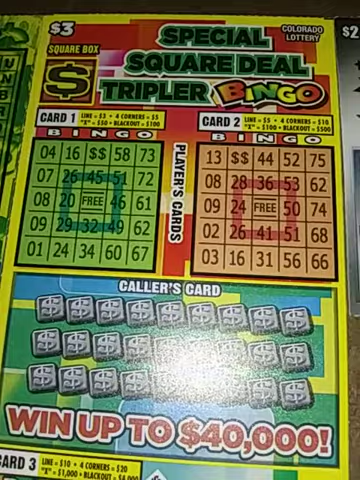 $3
SPECIAL
COLORADO
LOTTERY
SQUARE BOX
SQUARE DEAL
$
TRIPLER BINGO
CARD 1 LINE = $3 • 4 CORNERS = $5
"X" = $50 • BLACKOUT = $100
BINGO
04 16 $$ 58 73
07 26 45 51 72
08 20 FREE 46 61
09 29 32 49 62
01 24 34 60 67
PLAYER'S CARDS
CARD 2 LINE = $5 • 4 CORNERS = $10
"X" = $100 • BLACKOUT = $500
BINGO
13 $$ 44 52 75
08 28 36 53 62
09 24 FREE 50 74
02 26 41 51 68
03 16 31 56 66
CALLER'S CARD
$ $ $ $ $ $ $ $ $
$ $ $ $ $ $ $ $ $
$ $ $ $ $ $ $ $ $
WIN UP TO $40,000!
CARD 3 LINE = $10 • 4 CORNERS = $20
$2